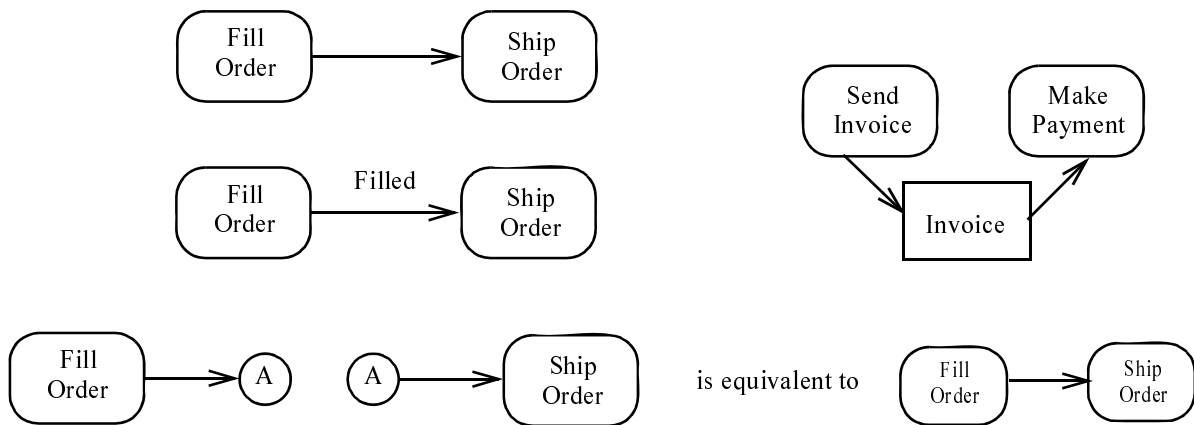 Fill
Order
Ship
Order
Send
Invoice
Make
Payment
Invoice
Fill
Order
Filled
Ship
Order
Fill
Order
A
A
Ship
Order
is equivalent to
Fill
Order
Ship
Order